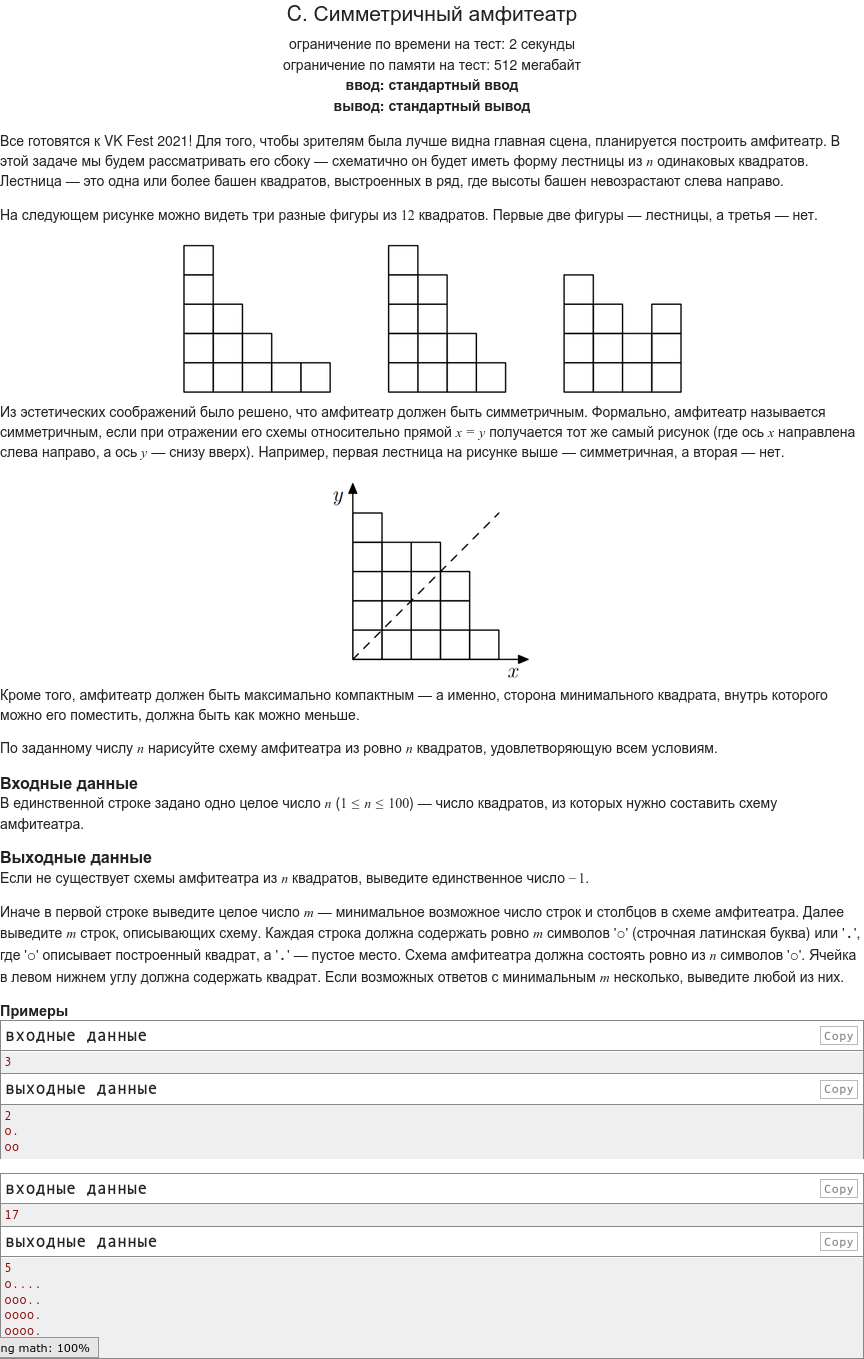 C. Симметричный амфитеатр
ограничение по времени на тест: 2 секунды
ограничение по памяти на тест: 512 мегабайт
ввод: стандартный ввод
вывод: стандартный вывод
Все готовятся к VK Fest 2021! Для того, чтобы зрителям была лучше видна главная сцена, планируется построить амфитеатр. В
этой задаче мы будем рассматривать его сбоку — схематично он будет иметь форму лестницы из n одинаковых квадратов.
Лестница — это одна или более башен квадратов, выстроенных в ряд, где высоты башен невозрастают слева направо.
На следующем рисунке можно видеть три разные фигуры из 12 квадратов. Первые две фигуры — лестницы, а третья — нет.
Из эстетических соображений было решено, что амфитеатр должен быть симметричным. Формально, амфитеатр называется
симметричным, если при отражении его схемы относительно прямой x = y получается тот же самый рисунок (где ось x направлена
слева направо, а ось y — снизу вверх). Например, первая лестница на рисунке выше — симметричная, а вторая — нет.
y
x
Кроме того, амфитеатр должен быть максимально компактным — а именно, сторона минимального квадрата, внутрь которого
можно его поместить, должна быть как можно меньше.
По заданному числу n нарисуйте схему амфитеатра из ровно n квадратов, удовлетворяющую всем условиям.
Входные данные
В единственной строке задано одно целое число n (1 ≤ n ≤ 100) — число квадратов, из которых нужно составить схему
амфитеатра.
Выходные данные
Если не существует схемы амфитеатра из n квадратов, выведите единственное число −1.
Иначе в первой строке выведите целое число m — минимальное возможное число строк и столбцов в схеме амфитеатра. Далее
выведите m строк, описывающих схему. Каждая строка должна содержать ровно m символов 'o' (строчная латинская буква) или '.',
где 'o' описывает построенный квадрат, а '.' — пустое место. Схема амфитеатра должна состоять ровно из n символов 'o'. Ячейка
в левом нижнем углу должна содержать квадрат. Если возможных ответов с минимальным m несколько, выведите любой из них.
Примеры
входные данные Copy
3
выходные данные Copy
2
o.
oo
входные данные Copy
17
выходные данные Copy
5
o....
ooo..
oooo.
oooo.
ng math: 100%